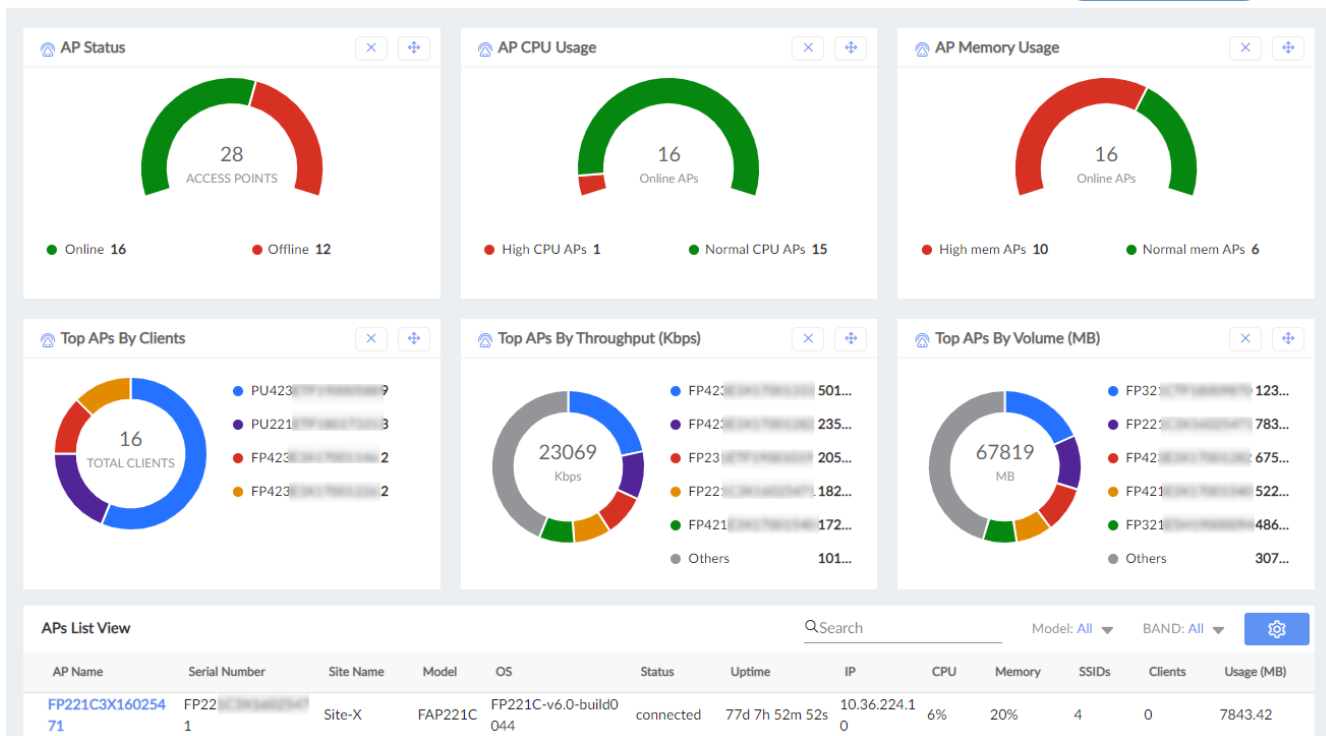 AP Status
AP CPU Usage
AP Memory Usage
28
ACCESS POINTS
16
Online APs
16
Online APs
Online 16
Offline 12
High CPU APs 1
Normal CPU APs 15
High mem APs 10
Normal mem APs 6
Top APs By Clients
Top APs By Throughput (Kbps)
Top APs By Volume (MB)
16
TOTAL CLIENTS
PU423 9
PU221 3
FP423 2
FP423 2
23069
Kbps
FP423 501...
FP42 235...
FP23 205...
FP22 182...
FP421 172...
Others 101...
67819
MB
FP321 123...
FP221 783...
FP42 675...
FP421 522...
FP321 486...
Others 307...
APs List View
Search
Model: All
BAND: All
AP Name Serial Number Site Name Model OS Status Uptime IP CPU Memory SSIDs Clients Usage (MB)
FP221C3X160254 FP22 FP221C-v6.0-build0 10.36.224.1
Site-X FAP221C connected 77d 7h 52m 52s 6% 20% 4 0 7843.42
71 1 044 0